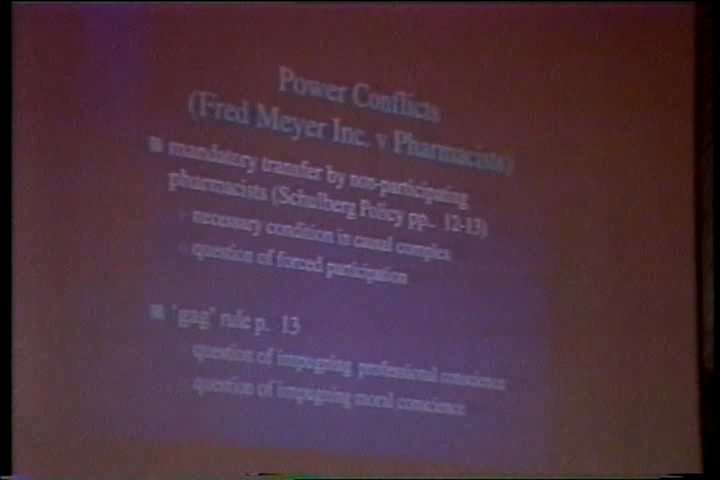 Power Conflicts
(Fred Meyer Inc. v Pharmacists)
mandatory transfer by non-participating
pharmacists (Schulberg Policy pp. 12-13)
necessary condition in causal complex
question of forced participation
'gag' rule p. 13
question of impugning professional conscience
question of impugning moral conscience